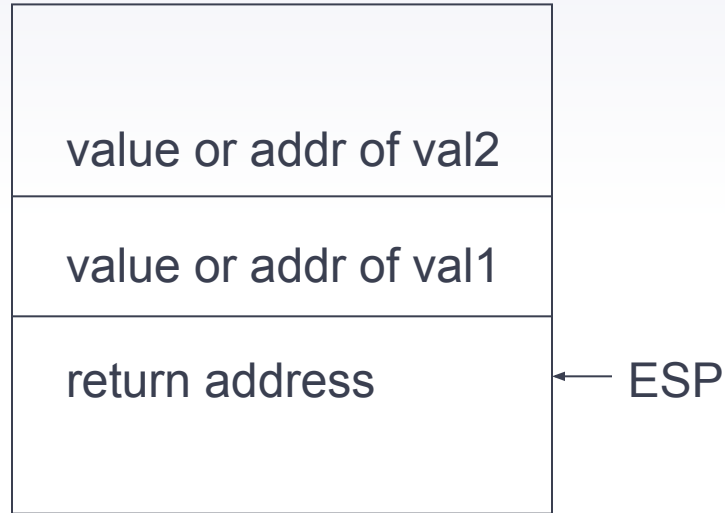 value or addr of val2
value or addr of val1
return address
ESP